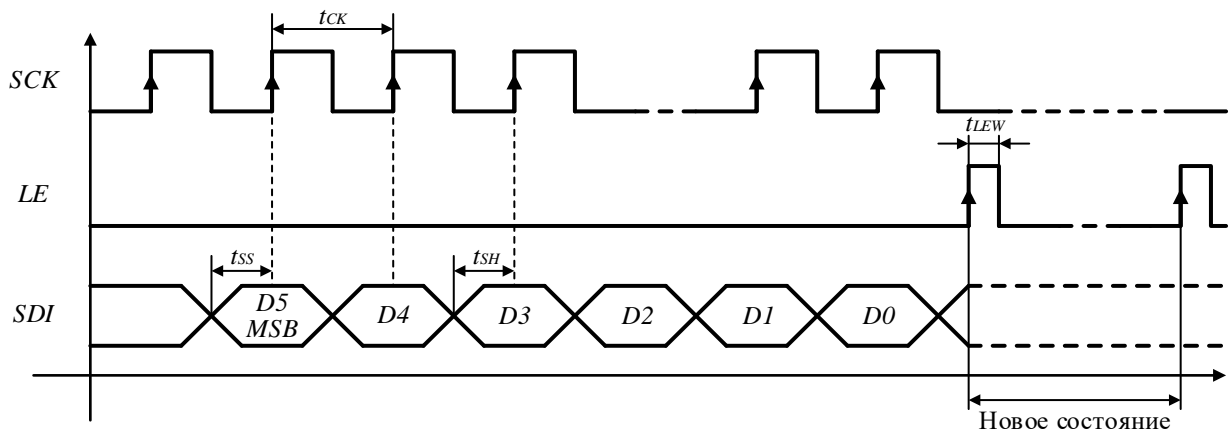 tCK
SCK
tLEW
LE
tSS
tSH
SDI
D5
MSB
D4
D3
D2
D1
D0
Новое состояние